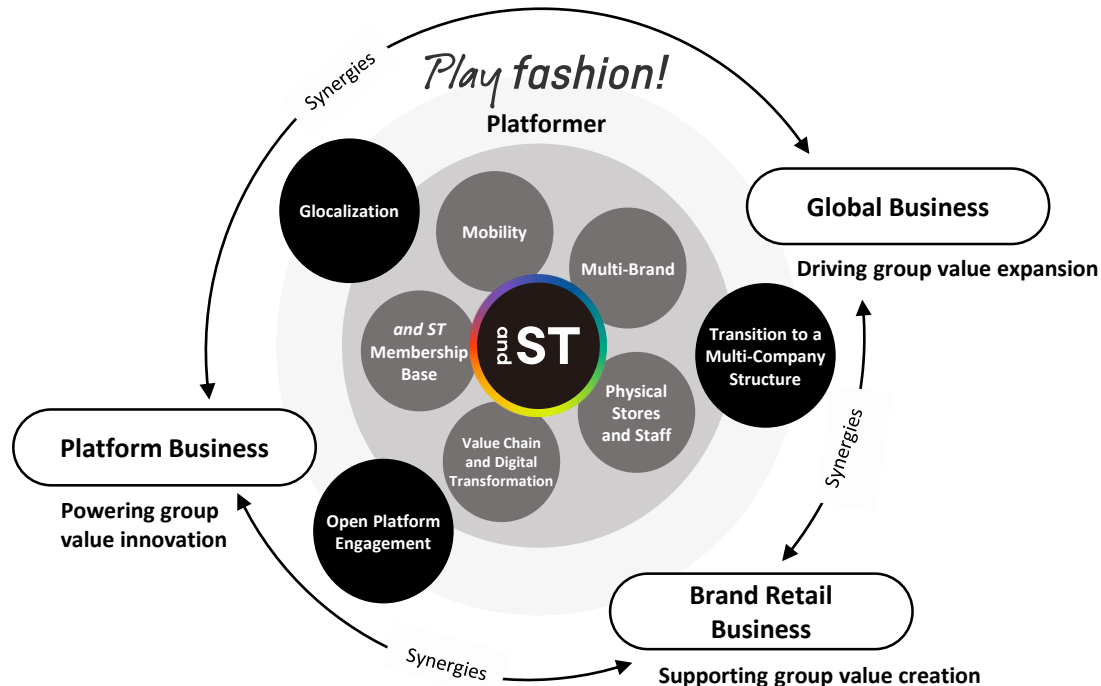 Synergies
Play fashion!
Platformer
Glocalization
Mobility
Multi-Brand
Global Business
Driving group value expansion
and ST
Membership
Base
and ST
Transition to a
Multi-Company
Structure
Physical
Stores
and Staff
Value Chain
and Digital
Transformation
Synergies
Platform Business
Powering group
value innovation
Open Platform
Engagement
Brand Retail
Business
Synergies
Supporting group value creation